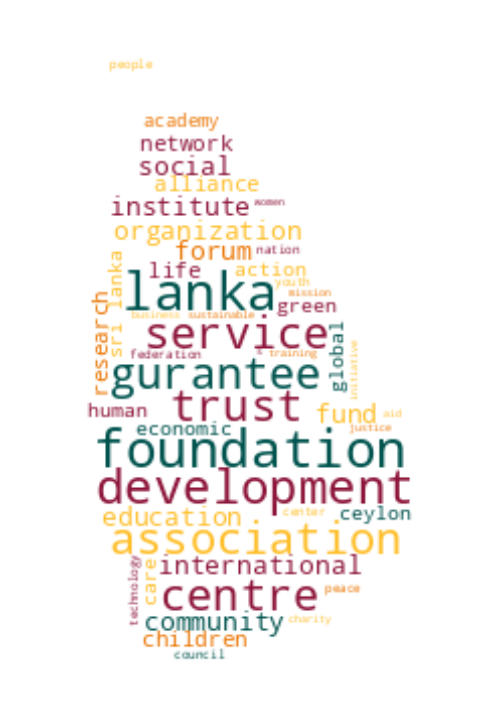 people
academy
network
social
alliance
institute women
organization
forum nation
life action
youth
sri lanka
lanka
mission
research
green
business sustainable
service
global
federation s training
gurantee
initiative
trust
human fund aid
economic justice
foundation
development
education center ceylon
association
international
technology care centre peace
community charity
children
council